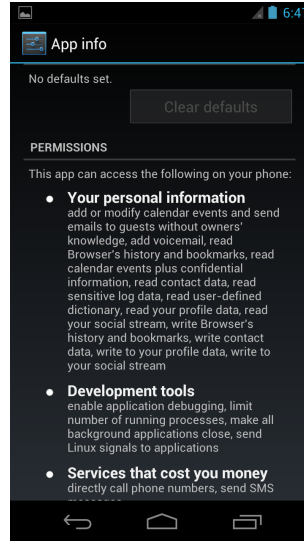 6:47
App info
No defaults set.
Clear defaults
PERMISSIONS
This app can access the following on your phone:
● Your personal information
add or modify calendar events and send
emails to guests without owners'
knowledge, add voicemail, read
Browser's history and bookmarks, read
calendar events plus confidential
information, read contact data, read
sensitive log data, read user-defined
dictionary, read your profile data, read
your social stream, write Browser's
history and bookmarks, write contact
data, write to your profile data, write to
your social stream
● Development tools
enable application debugging, limit
number of running processes, make all
background applications close, send
Linux signals to applications
● Services that cost you money
directly call phone numbers, send SMS